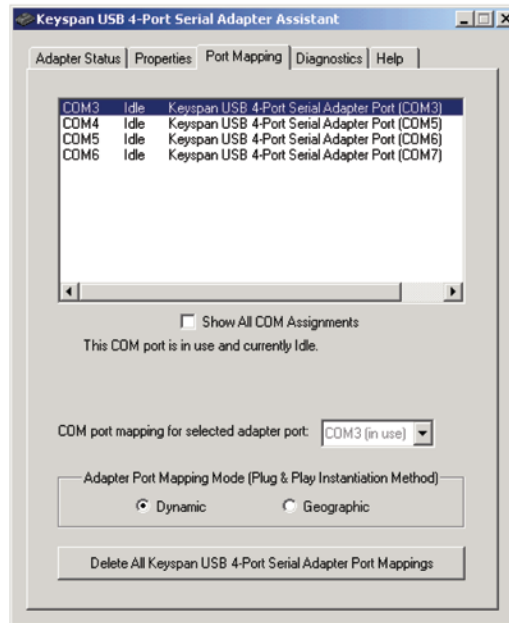 Keyspan USB 4-Port Serial Adapter Assistant
Adapter Status Properties Port Mapping Diagnostics Help
COM3 Idle Keyspan USB 4-Port Serial Adapter Port (COM3)
COM4 Idle Keyspan USB 4-Port Serial Adapter Port (COM5)
COM5 Idle Keyspan USB 4-Port Serial Adapter Port (COM6)
COM6 Idle Keyspan USB 4-Port Serial Adapter Port (COM7)
Show All COM Assignments
This COM port is in use and currently Idle.
COM port mapping for selected adapter port: COM3 (in use)
Adapter Port Mapping Mode (Plug & Play Instantiation Method)
Dynamic Geographic
Delete All Keyspan USB 4-Port Serial Adapter Port Mappings